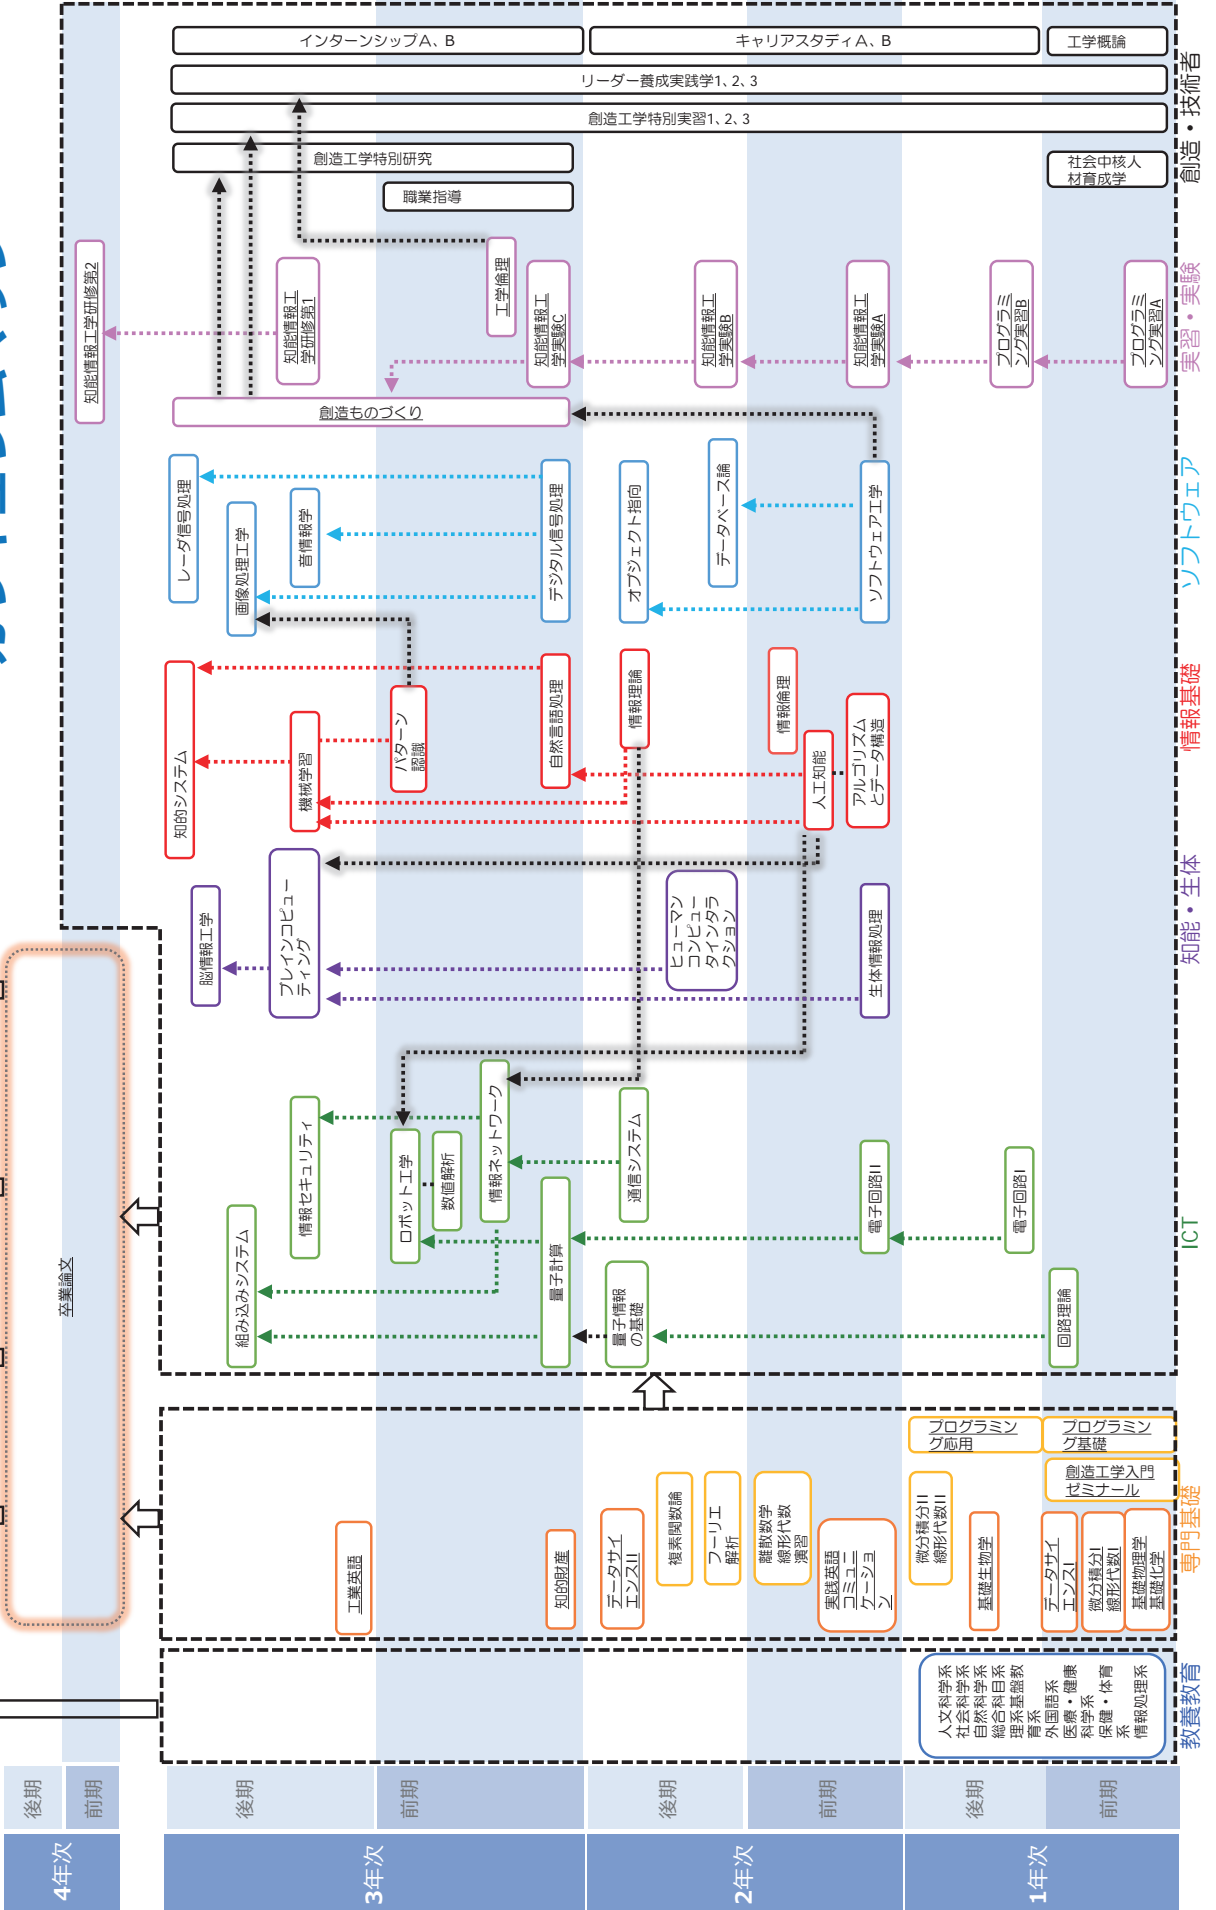 インターンシップA、B
キャリアスタディA、B
工学概論
リーダー養成実践学1、2、3
創造工学特別実習1、2、3
創造工学特別研究
職業指導
社会中核人
材育成学
創造・技術者
知能情報工学研修第2
知能情報工
学研修第1
工学倫理
知能情報工
学実験C
知能情報工
学実験B
知能情報工
学実験A
プログラミ
ング実習B
プログラミ
ング実習A
実習・実験
創造ものづくり
レーダ信号処理
画像処理工学
音情報学
デジタル信号処理
オブジェクト指向
データベース論
ソフトウェア工学
ソフトウェア
知的システム
機械学習
パターン
認識
自然言語処理
情報理論
情報倫理
人工知能
アルゴリズム
とデータ構造
情報基礎
脳情報工学
ブレインコピュー
ティング
ヒューマン
コンピュー
タインタラ
クション
生体情報処理
知能・生体
組み込みシステム
情報セキュリティ
ロボット工学
数値解析
情報ネットワーク
量子計算
量子情報
の基礎
通信システム
電子回路II
電子回路I
回路理論
ICT
卒業論文
工業英語
知的財産
データサイ
エンスII
複素関数論
フーリエ
解析
離散数学
線形代数
演習
実践英語
コミュニ
ケーショ
ン
プログラミン
グ応用
プログラミン
グ基礎
創造工学入門
ゼミナール
微分積分II
線形代数II
基礎生物学
データサイ
エンスI
微分積分I
線形代数I
基礎物理学
基礎化学
専門基礎
人文科学系
社会科学系
自然科学系
総合科目系
理系基盤教
育系
外国語系
医療・健康
科学系
保健・体育
系
情報処理系
教養教育
後期
前期
後期
前期
後期
前期
後期
前期
4年次
3年次
2年次
1年次